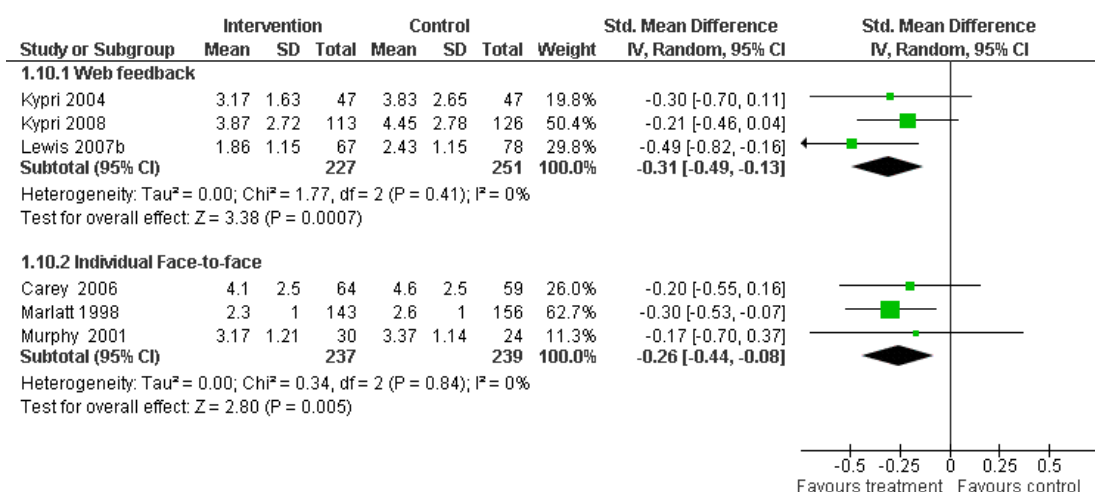 Intervention Control Std. Mean Difference Std. Mean Difference
Study or Subgroup Mean SD Total Mean SD Total Weight IV, Random, 95% CI IV, Random, 95% CI
1.10.1 Web feedback
Kypri 2004 3.17 1.63 47 3.83 2.65 47 19.8% -0.30 [-0.70, 0.11]
Kypri 2008 3.87 2.72 113 4.45 2.78 126 50.4% -0.21 [-0.46, 0.04]
Lewis 2007b 1.86 1.15 67 2.43 1.15 78 29.8% -0.49 [-0.82, -0.16]
Subtotal (95% CI) 227 251 100.0% -0.31 [-0.49, -0.13]
Heterogeneity: Tau² = 0.00; Chi² = 1.77, df = 2 (P = 0.41); I² = 0%
Test for overall effect: Z = 3.38 (P = 0.0007)
1.10.2 Individual Face-to-face
Carey 2006 4.1 2.5 64 4.6 2.5 59 26.0% -0.20 [-0.55, 0.16]
Marlatt 1998 2.3 1 143 2.6 1 156 62.7% -0.30 [-0.53, -0.07]
Murphy 2001 3.17 1.21 30 3.37 1.14 24 11.3% -0.17 [-0.70, 0.37]
Subtotal (95% CI) 237 239 100.0% -0.26 [-0.44, -0.08]
Heterogeneity: Tau² = 0.00; Chi² = 0.34, df = 2 (P = 0.84); I² = 0%
Test for overall effect: Z = 2.80 (P = 0.005)
-0.5 -0.25 0 0.25 0.5
Favours treatment Favours control